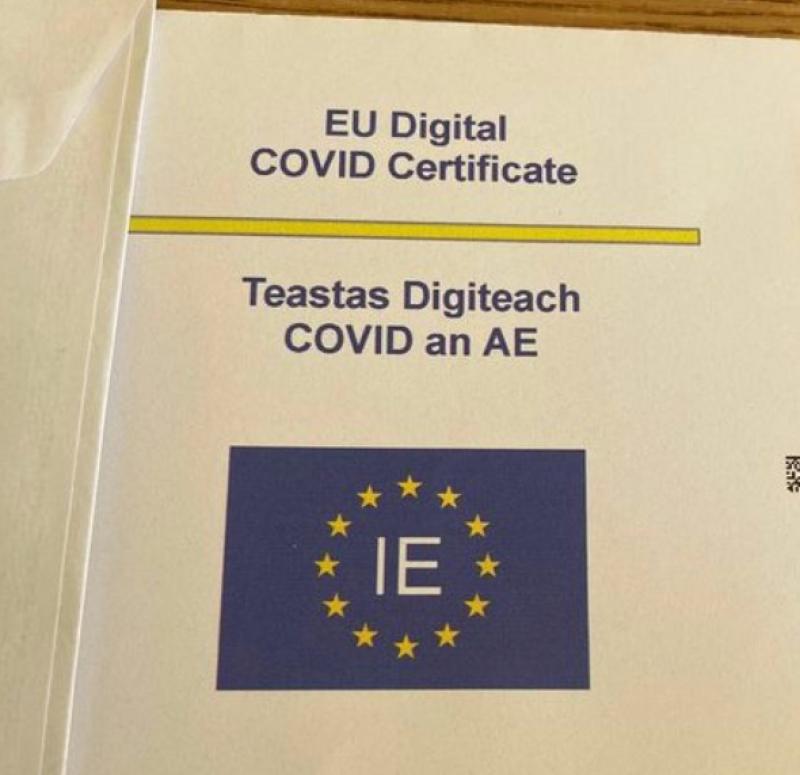 EU Digital
COVID Certificate
Teastas Digiteach
COVID an AE
IE